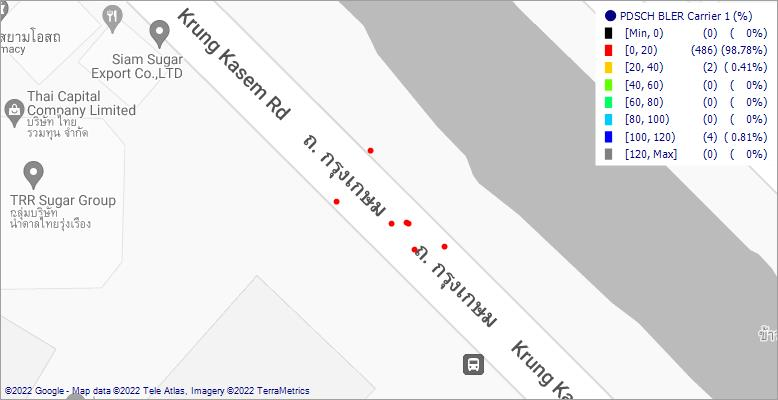 สยามโอสถ
macy
Siam Sugar
Export Co.,LTD
Thai Capital
Company Limited
บริษัท ไทย
รวมทุน จำกัด
TRR Sugar Group
กลุ่มบริษัท
น้ำตาลไทยรุ่งเรือง
Krung Kasem Rd
ถ. กรุงเกษม
ถ. กรุงเกษม
Krung Ka
ข้าว
PDSCH BLER Carrier 1 (%)
[Min, 0) (0) ( 0%)
[0, 20) (486) (98.78%)
[20, 40) (2) ( 0.41%)
[40, 60) (0) ( 0%)
[60, 80) (0) ( 0%)
[80, 100) (0) ( 0%)
[100, 120) (4) ( 0.81%)
[120, Max] (0) ( 0%)
©2022 Google - Map data ©2022 Tele Atlas, Imagery ©2022 TerraMetrics